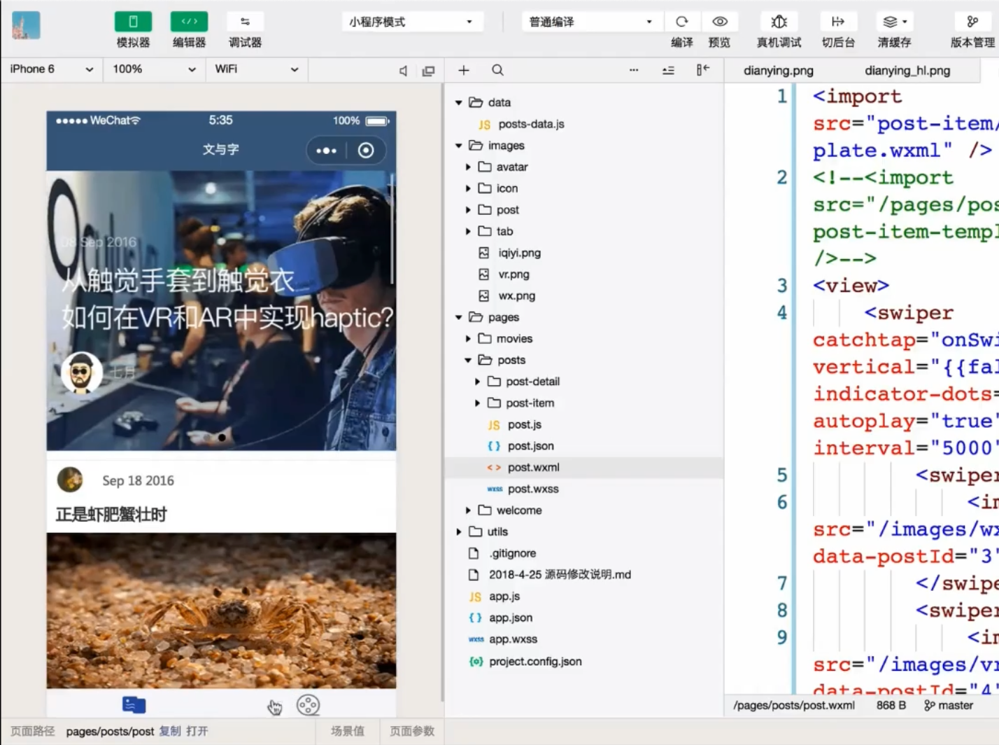 小程序模式
普通编译
模拟器
编辑器
调试器
编译
预览
真机调试
切后台
清缓存
版本管理
iPhone 6
100%
WiFi
WeChat
5:35
100%
文与字
08 Sep 2016
从触觉手套到触觉衣
如何在VR和AR中实现haptic?
七月
Sep 18 2016
正是虾肥蟹壮时
页面路径
pages/posts/post
复制
打开
场景值
页面参数
data
JS posts-data.js
images
avatar
icon
post
tab
iqiyi.png
vr.png
wx.png
pages
movies
posts
post-detail
post-item
JS post.js
{ } post.json
< > post.wxml
wxss post.wxss
welcome
utils
.gitignore
2018-4-25 源码修改说明.md
JS app.js
{ } app.json
wxss app.wxss
{o} project.config.json
dianying.png
dianying_hl.png
1 <import
src="post-item/
plate.wxml" />
2 <!--<import
src="/pages/pos
post-item-templ
/>-->
3 <view>
4 <swiper
catchtap="onSwi
vertical="{{fal
indicator-dots=
autoplay="true"
interval="5000"
5 <swiper
6 <im
src="/images/wx
data-postId="3"
7 </swipe
8 <swiper
9 <im
src="/images/vr
data-postId="4"
/pages/posts/post.wxml
868 B
master